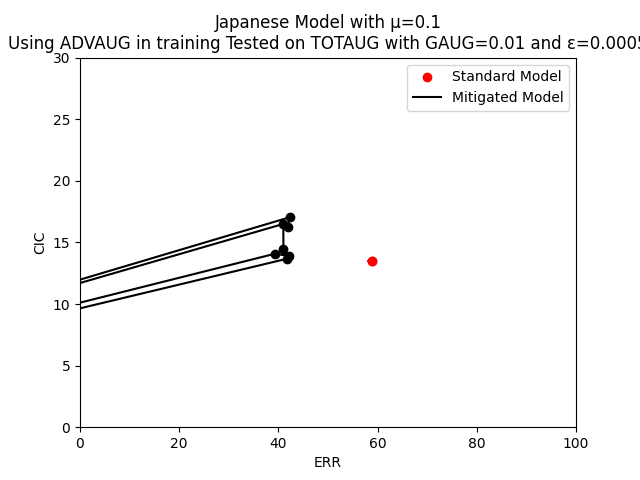 Japanese Model with μ=0.1
Using ADVAUG in training Tested on TOTAUG with GAUG=0.01 and ε=0.0005
30
25
20
15
10
5
0
CIC
Standard Model
Mitigated Model
0 20 40 60 80 100
ERR